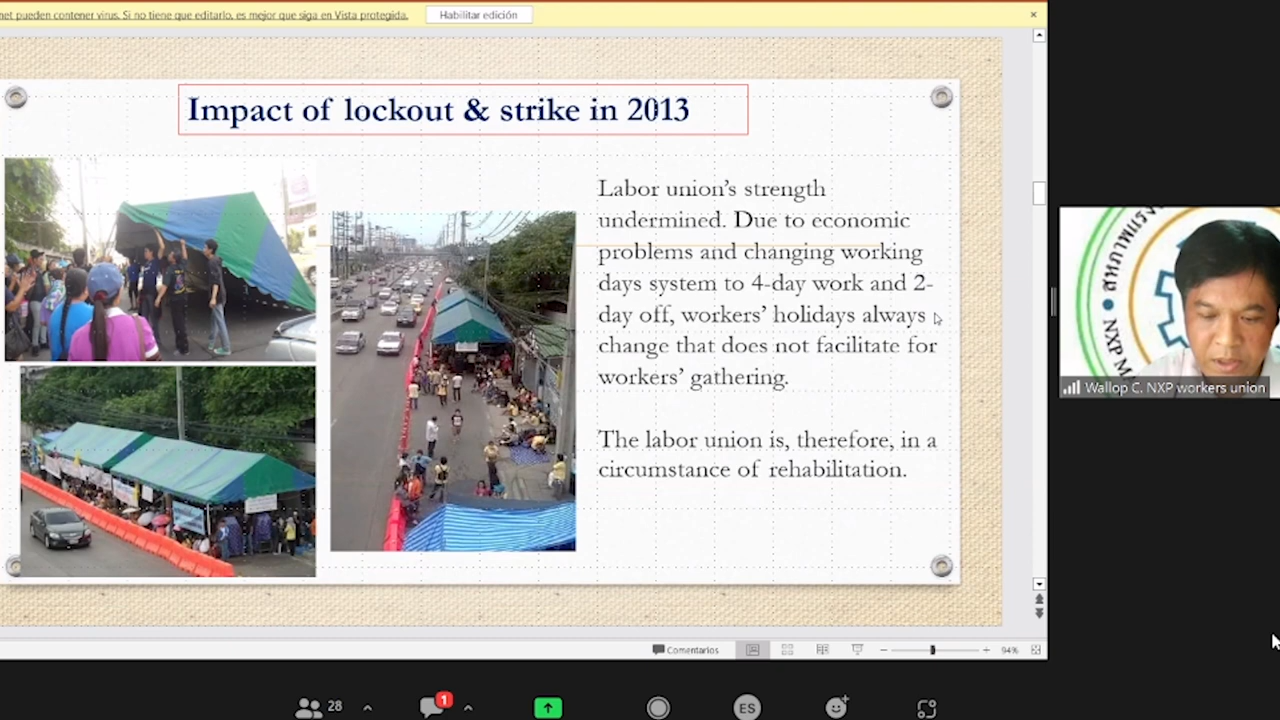 net pueden contener virus. Si no tiene que editarlo, es mejor que siga en Vista protegida.
Habilitar edición
Impact of lockout & strike in 2013
Labor union's strength
undermined. Due to economic
problems and changing working
days system to 4-day work and 2-
day off, workers' holidays always
change that does not facilitate for
workers' gathering.
The labor union is, therefore, in a
circumstance of rehabilitation.
NXP
Wallop C. NXP workers union
Comentarios
94%
28
1
ES